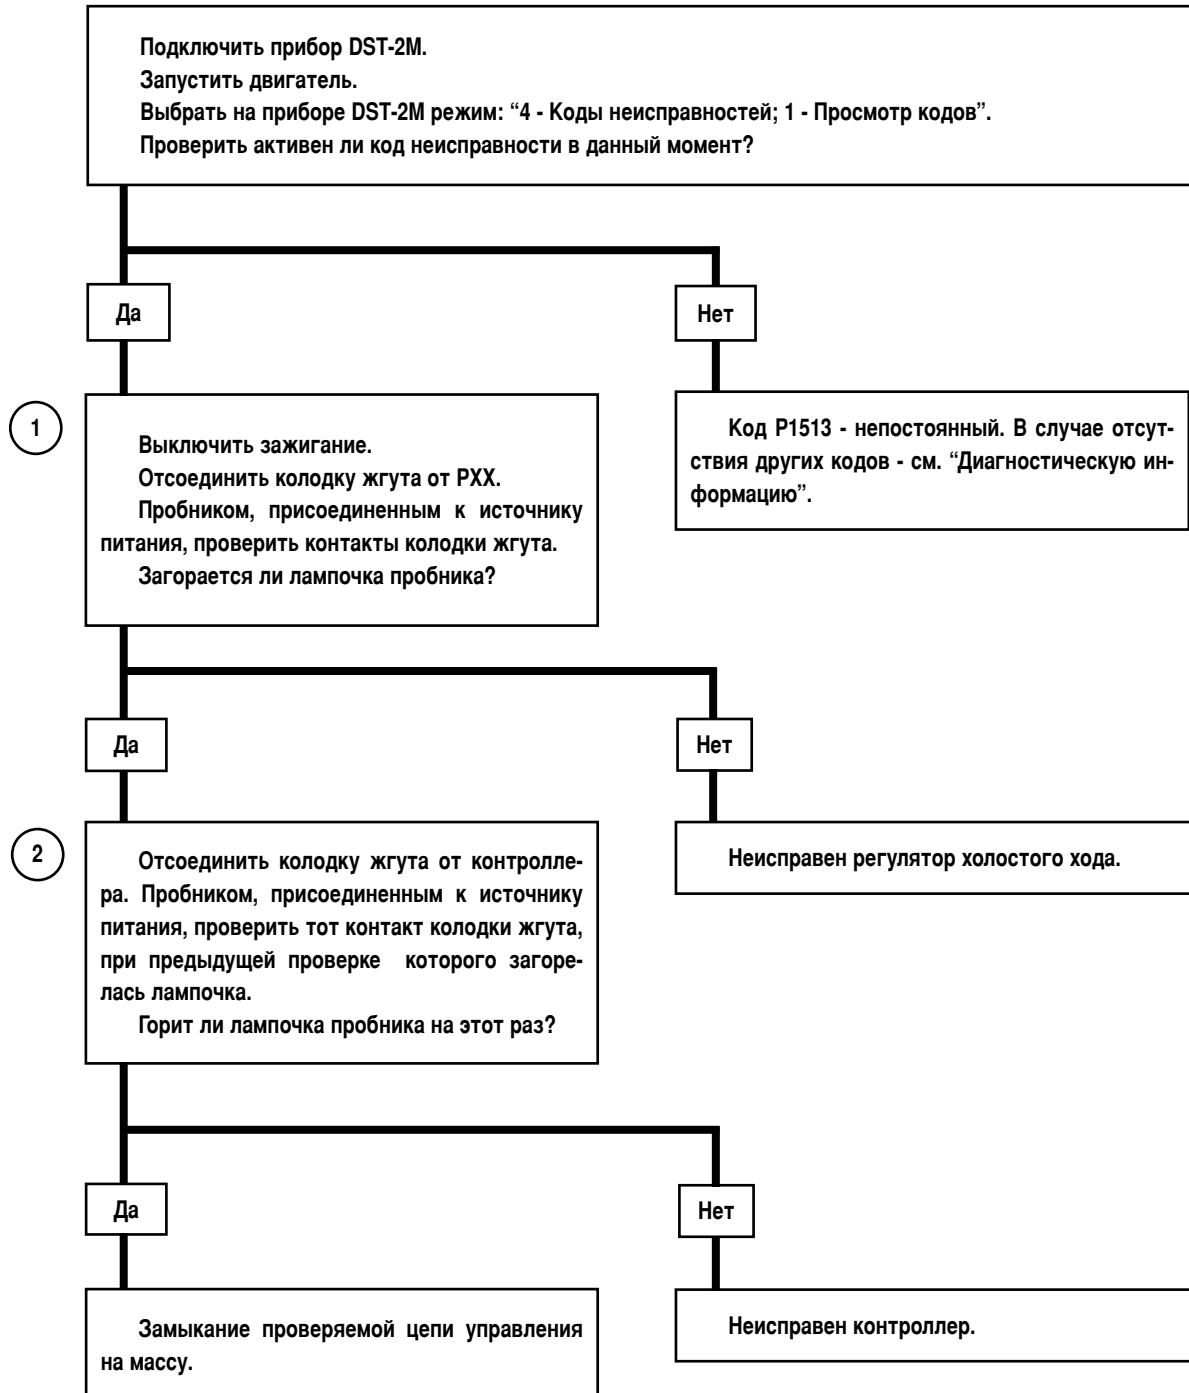 Подключить прибор DST-2M.
Запустить двигатель.
Выбрать на приборе DST-2M режим: “4 - Коды неисправностей; 1 - Просмотр кодов”.
Проверить активен ли код неисправности в данный момент?
Да
Нет
1
Выключить зажигание.
Отсоединить колодку жгута от РХХ.
Пробником, присоединенным к источнику
питания, проверить контакты колодки жгута.
Загорается ли лампочка пробника?
Код P1513 - непостоянный. В случае отсут-
ствия других кодов - см. “Диагностическую ин-
формацию”.
Да
Нет
2
Отсоединить колодку жгута от контролле-
ра. Пробником, присоединенным к источнику
питания, проверить тот контакт колодки жгута,
при предыдущей проверке которого загоре-
лась лампочка.
Горит ли лампочка пробника на этот раз?
Неисправен регулятор холостого хода.
Да
Нет
Замыкание проверяемой цепи управления
на массу.
Неисправен контроллер.